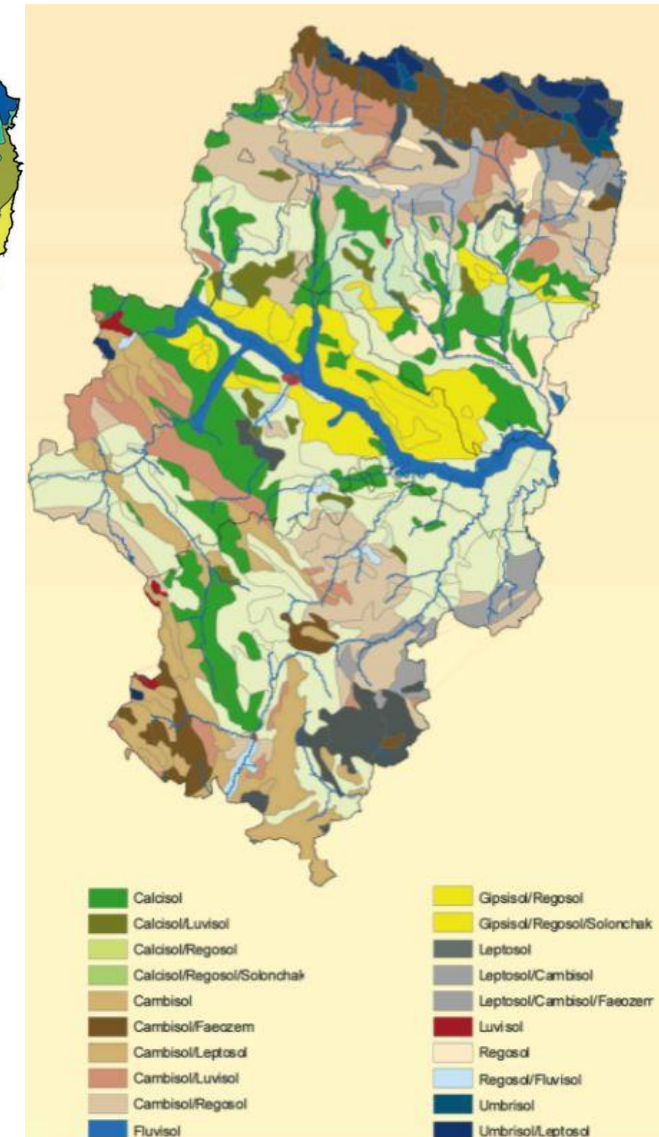 Calcisol
Calcisol/Luvisol
Calcisol/Regosol
Calcisol/Regosol/Solonchak
Cambisol
Cambisol/Faeozem
Cambisol/Leptosol
Cambisol/Luvisol
Cambisol/Regosol
Fluvisol
Gipsisol/Regosol
Gipsisol/Regosol/Solonchak
Leptosol
Leptosol/Cambisol
Leptosol/Cambisol/Faeozem
Luvisol
Regosol
Regosol/Fluvisol
Umbrisol
Umbrisol/Leptosol